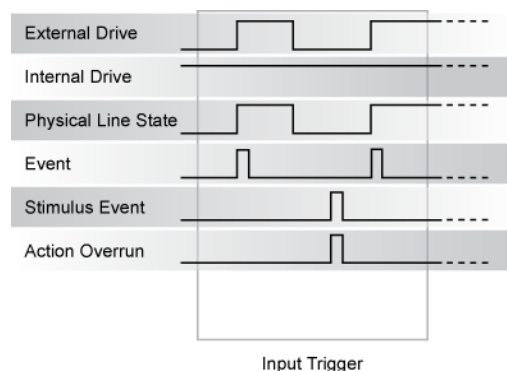 External Drive
Internal Drive
Physical Line State
Event
Stimulus Event
Action Overrun
Input Trigger